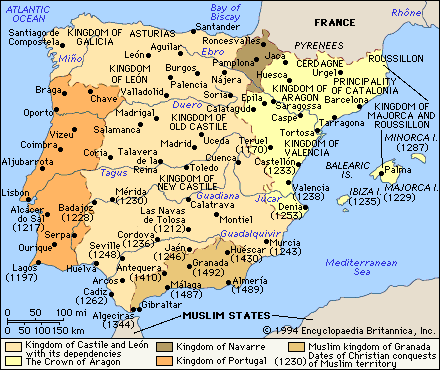 ATLANTIC
OCEAN
Bay of
Biscay
FRANCE
Rhône
Santander
Santiago de
Compostela
KINGDOM OF
GALICIA
ASTURIAS
Roncesvalles
PYRENEES
Aguilar
Ebro
León
Pamplona
Jaca
CERDAGNE
ROUSSILLON
Miño
KINGDOM
OF LEÓN
Burgos
Nájera
Huesca
Urgel
PRINCIPALITY
OF CATALONIA
Palencia
KINGDOM OF
ARAGON
Braga
Chave
Valladolid
Soria
Epila
Saragossa
Barcelona
Calatayud
Oporto
Duero
Caspe
KINGDOM OF
MAJORCA AND
ROUSSILLON
Madrigal
KINGDOM OF
OLD CASTILE
Tarragona
Vizeu
Salamanca
Tortosa
MINORCA I.
(1287)
Coimbra
Madrid
Uceda
Teruel
(1170)
KINGDOM OF
VALENCIA
Coria
Talavera
de la
Reina
Cuenca
Castellón
(1233)
BALEARIC
IS.
Palma
Aljubarrota
Toledo
Tagus
KINGDOM OF
NEW CASTILE
IBIZA I.
(1235)
MAJORCA I.
(1229)
Lisbon
Mérida
(1230)
Guadiana
Valencia
(1238)
Alcácer
do Sal
(1217)
Badajoz
(1228)
Calatrava
Júcar
Las Navas
de Tolosa
(1212)
Montiel
Denia
(1253)
Serpa
Ourique
Guadalquivir
Cordova
(1236)
Murcia
(1243)
Seville
(1248)
Jaén
(1246)
Huéscar
(1430)
Lagos
(1197)
Huelva
Antequera
(1410)
Granada
(1492)
Mediterranean
Sea
Arcos
Almería
(1489)
Cadiz
(1262)
Málaga
(1487)
Gibraltar
Algeciras
(1344)
MUSLIM STATES
0 50 100 mi
0 50 100 150 km
© 1994 Encyclopaedia Britannica, Inc.
Kingdom of Castile and León
with its dependencies
Kingdom of Navarre
Muslim kingdom of Granada
The Crown of Aragon
Kingdom of Portugal
(1230) Dates of Christian conquests
of Muslim territory